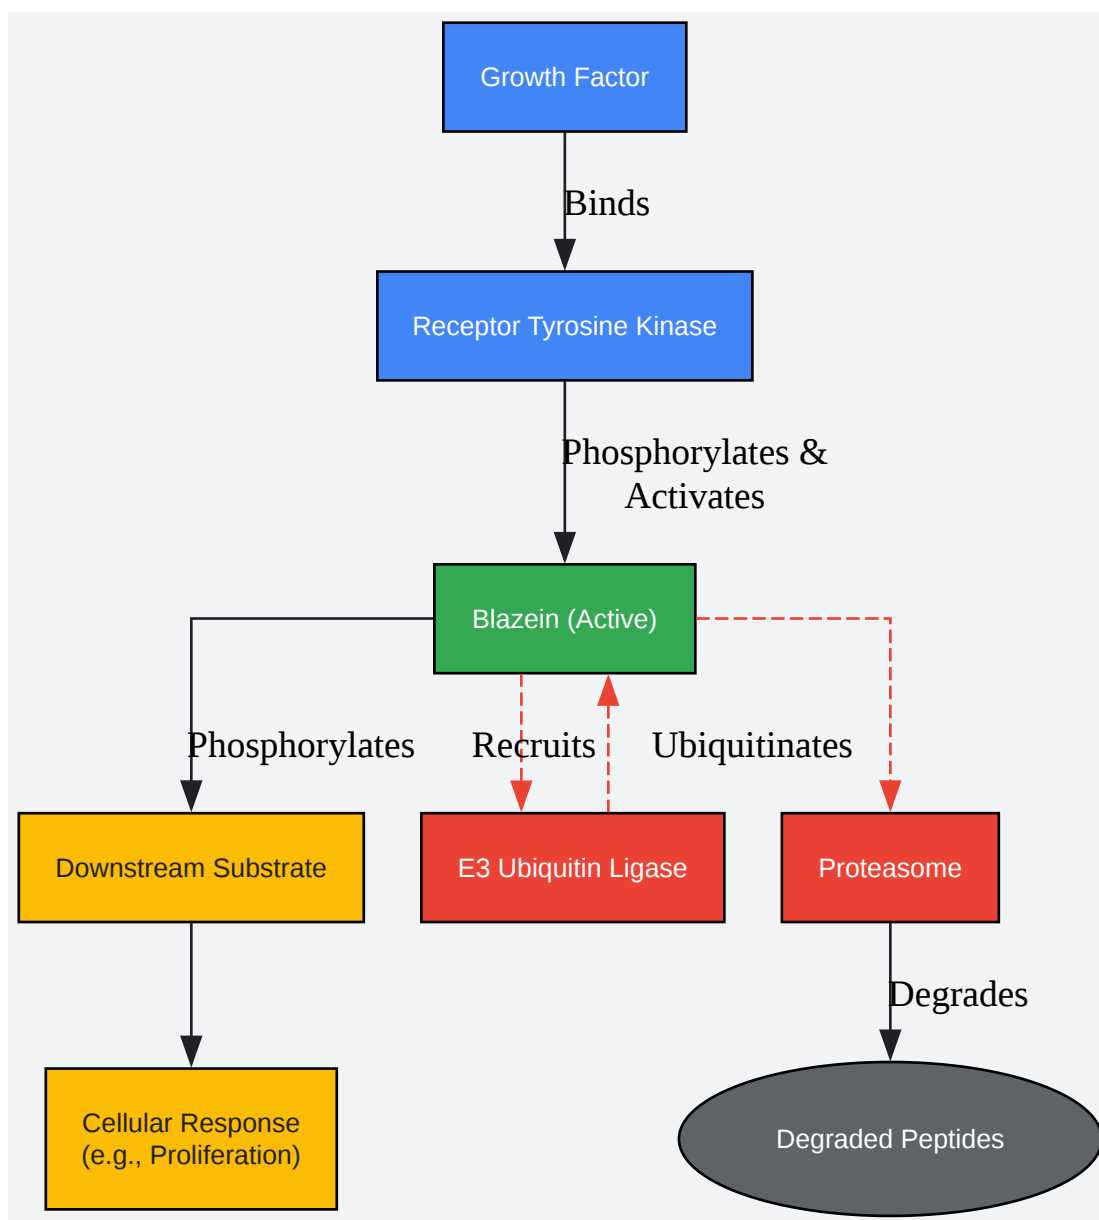 Growth Factor
Binds
Receptor Tyrosine Kinase
Phosphorylates &
Activates
Blazein (Active)
Phosphorylates
Recruits
Ubiquitinates
Downstream Substrate
E3 Ubiquitin Ligase
Proteasome
Degrades
Cellular Response
(e.g., Proliferation)
Degraded Peptides